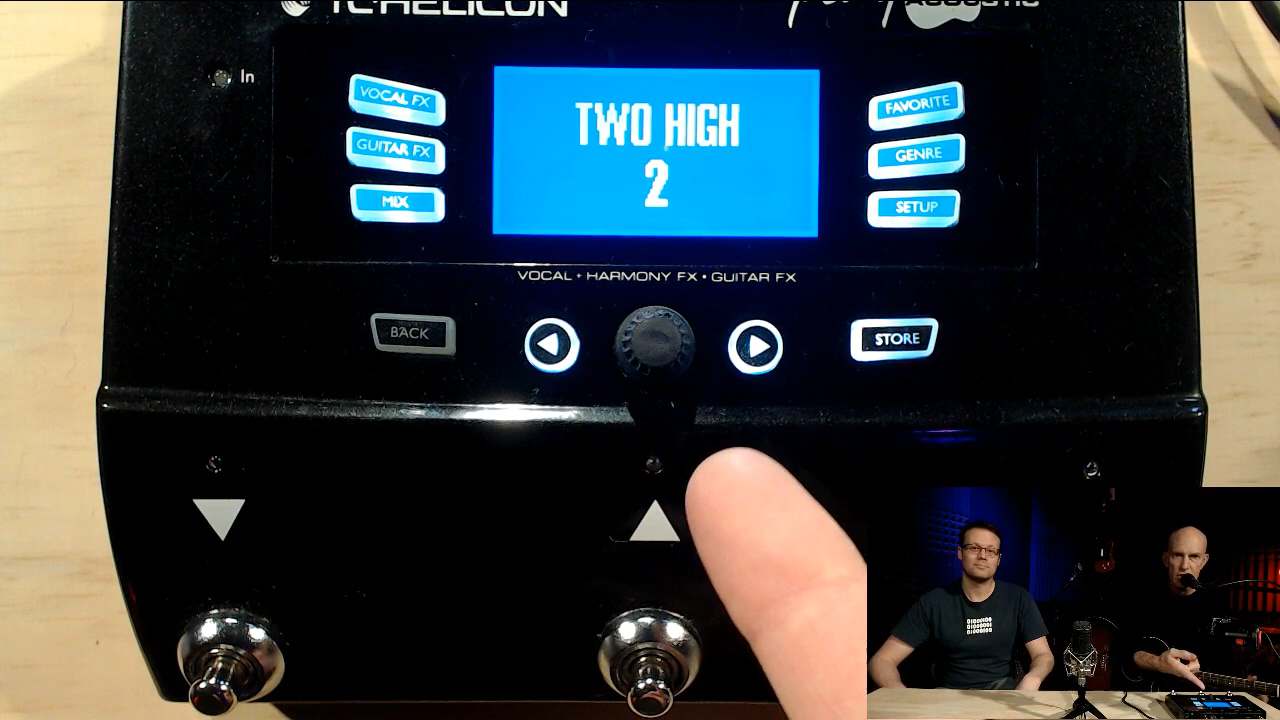 TC·HELICON
ACOUSTIC
In
VOCAL FX
GUITAR FX
MIX
TWO HIGH
2
FAVORITE
GENRE
SETUP
VOCAL • HARMONY FX • GUITAR FX
BACK
STORE